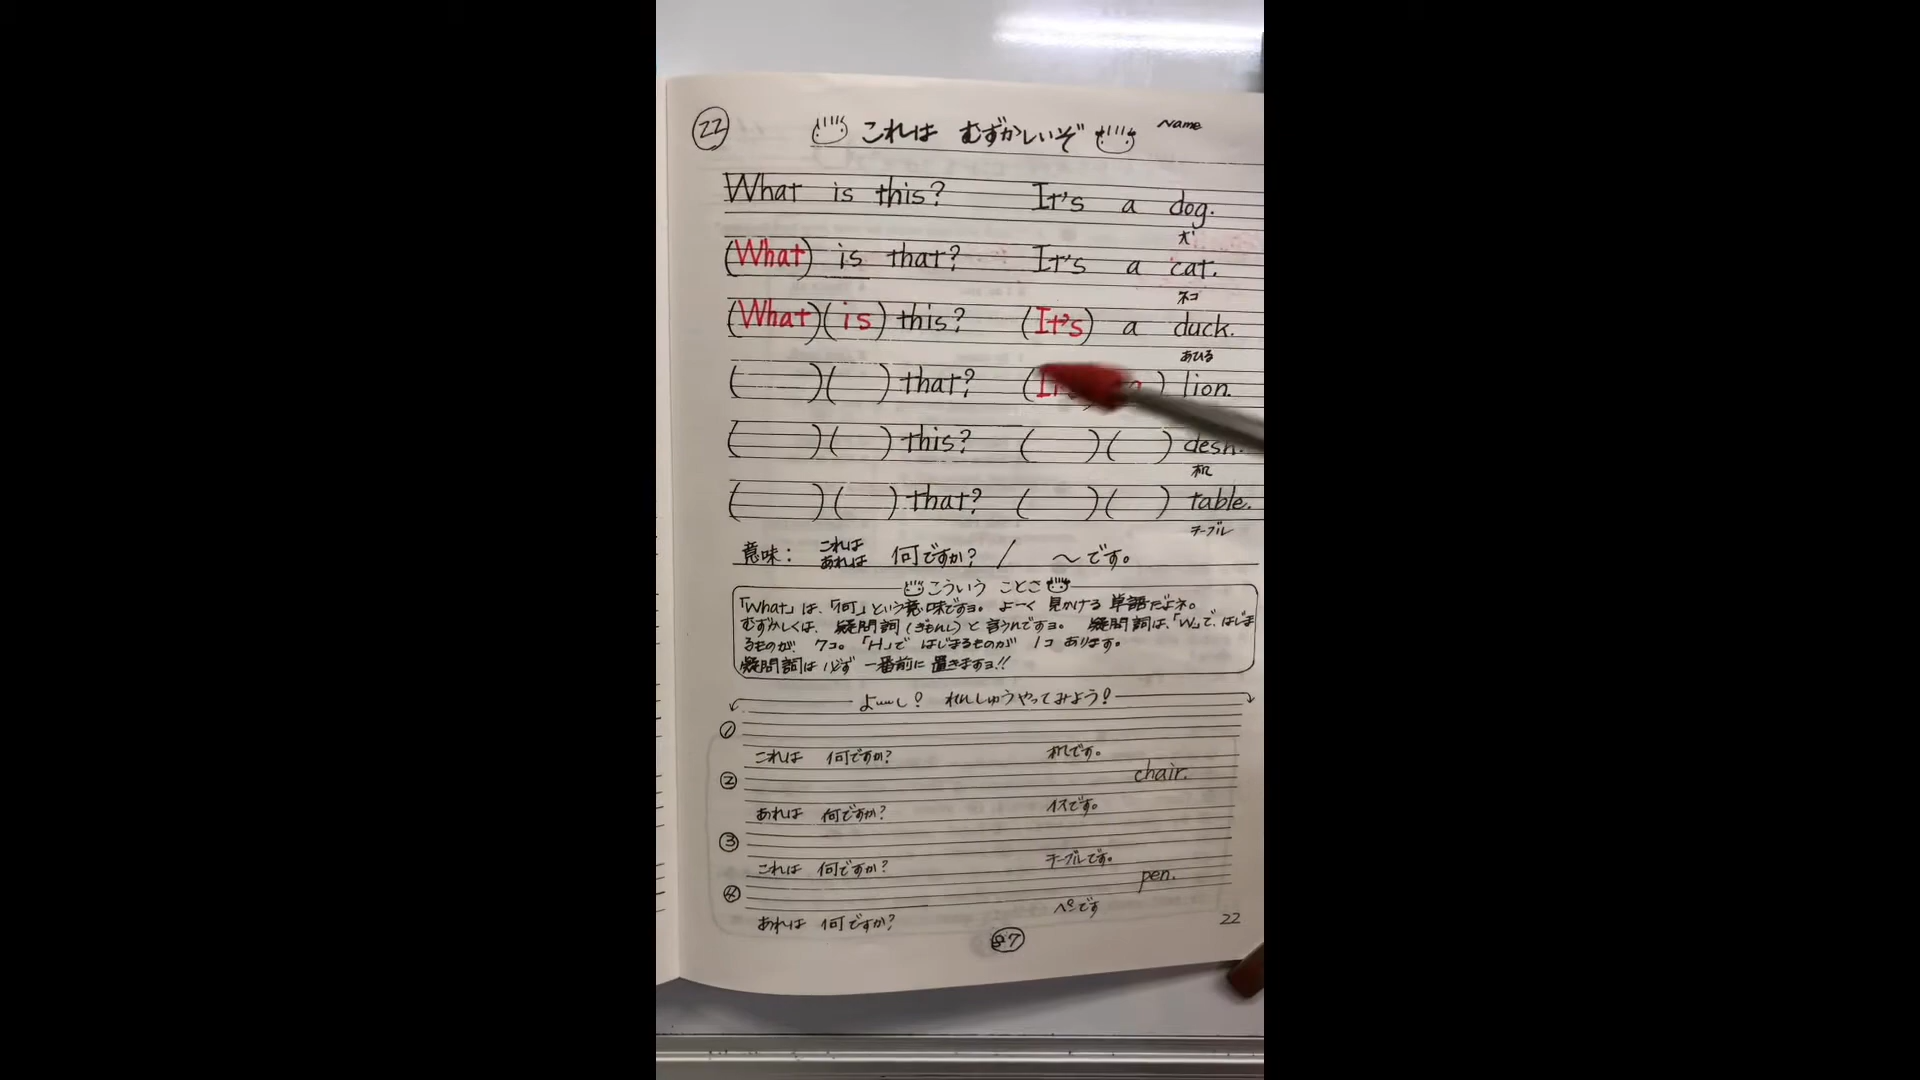 22 これは むずかしいぞ Name
What is this? It's a dog.
犬
(What) is that? It's a cat.
ネコ
(What)(is) this? (It's) a duck.
あひる
( )( ) that? ( ) lion.
( )( ) this? ( )( ) desk.
机
( )( ) that? ( )( ) table.
テーブル
意味: これは あれは 何ですか? / 〜です。
こういう ことさ
「What」は、「何」という意味ですョ。 よーく 見かける 単語だよネ。
むずかしくは、疑問詞(ぎもんし)と言うんですョ。 疑問詞は、「W」で、はじま
るものが、7コ。「H」で はじまるものが 1コ あります。
疑問詞は 必ず 一番前に 置きますョ!!
よーし! れんしゅうやってみよう!
①
これは 何ですか? 机です。
② chair.
あれは 何ですか? イスです。
③
これは 何ですか? テーブルです。
④ pen.
あれは 何ですか? ペンです
22
87